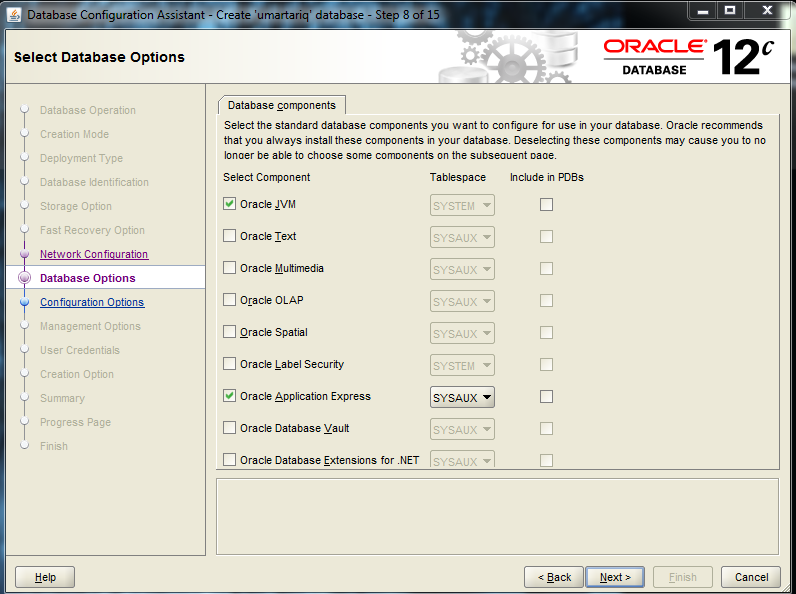 Database Configuration Assistant - Create 'umartariq' database - Step 8 of 15
Select Database Options
ORACLE®
DATABASE
12c
Database Operation
Creation Mode
Deployment Type
Database Identification
Storage Option
Fast Recovery Option
Network Configuration
Database Options
Configuration Options
Management Options
User Credentials
Creation Option
Summary
Progress Page
Finish
Database components
Select the standard database components you want to configure for use in your database. Oracle recommends
that you always install these components in your database. Deselecting these components may cause you to no
longer be able to choose some components on the subsequent page.
Select Component Tablespace Include in PDBs
Oracle JVM SYSTEM
Oracle Text SYSAUX
Oracle Multimedia SYSAUX
Oracle OLAP SYSAUX
Oracle Spatial SYSAUX
Oracle Label Security SYSTEM
Oracle Application Express SYSAUX
Oracle Database Vault SYSAUX
Oracle Database Extensions for .NET SYSAUX
Help < Back Next > Finish Cancel